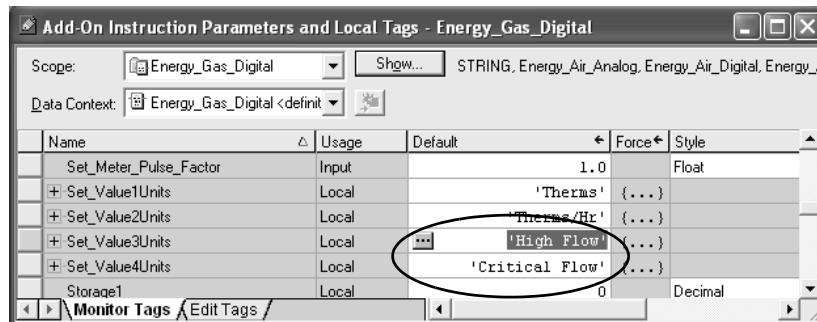 Add-On Instruction Parameters and Local Tags - Energy_Gas_Digital
Scope: Energy_Gas_Digital Show... STRING, Energy_Air_Analog, Energy_Air_Digital, Energy_
Data Context: Energy_Gas_Digital <definit
Name Usage Default Force Style
Set_Meter_Pulse_Factor Input 1.0 Float
Set_Value1Units Local 'Therms' {...}
Set_Value2Units Local 'Therms/Hr' {...}
Set_Value3Units Local ... 'High Flow' {...}
Set_Value4Units Local 'Critical Flow' {...}
Storage1 Local 0 Decimal
Monitor Tags Edit Tags